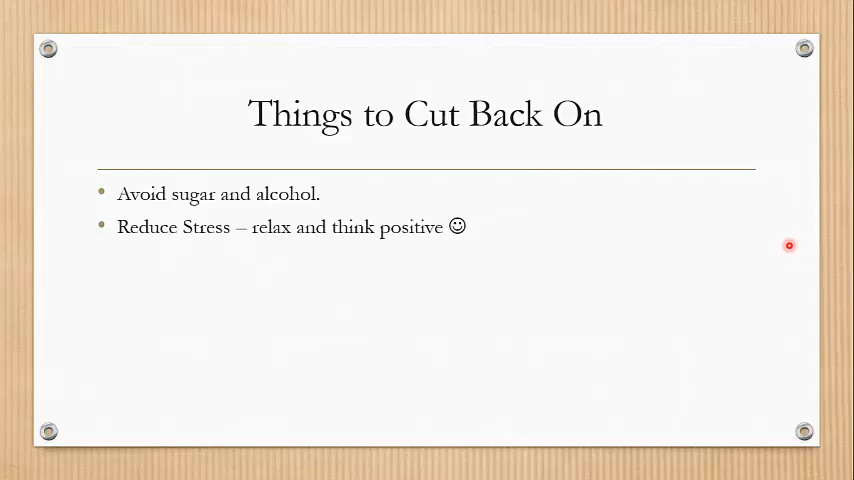 Things to Cut Back On
• Avoid sugar and alcohol.
• Reduce Stress – relax and think positive ☺